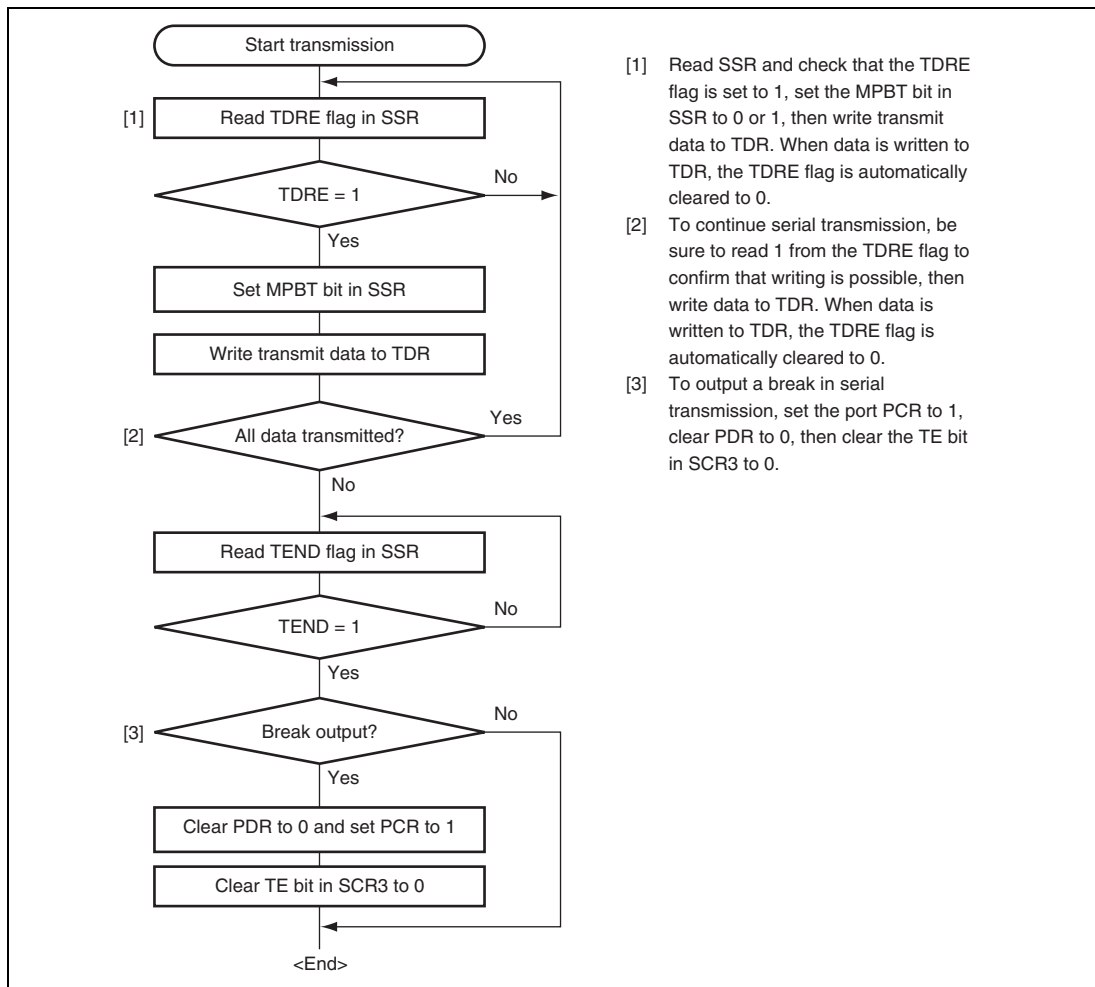 Start transmission
[1]
Read TDRE flag in SSR
TDRE = 1
No
Yes
Set MPBT bit in SSR
Write transmit data to TDR
[2]
All data transmitted?
Yes
No
Read TEND flag in SSR
TEND = 1
No
Yes
[3]
Break output?
No
Yes
Clear PDR to 0 and set PCR to 1
Clear TE bit in SCR3 to 0
<End>
[1] Read SSR and check that the TDRE
flag is set to 1, set the MPBT bit in
SSR to 0 or 1, then write transmit
data to TDR. When data is written to
TDR, the TDRE flag is automatically
cleared to 0.
[2] To continue serial transmission, be
sure to read 1 from the TDRE flag to
confirm that writing is possible, then
write data to TDR. When data is
written to TDR, the TDRE flag is
automatically cleared to 0.
[3] To output a break in serial
transmission, set the port PCR to 1,
clear PDR to 0, then clear the TE bit
in SCR3 to 0.